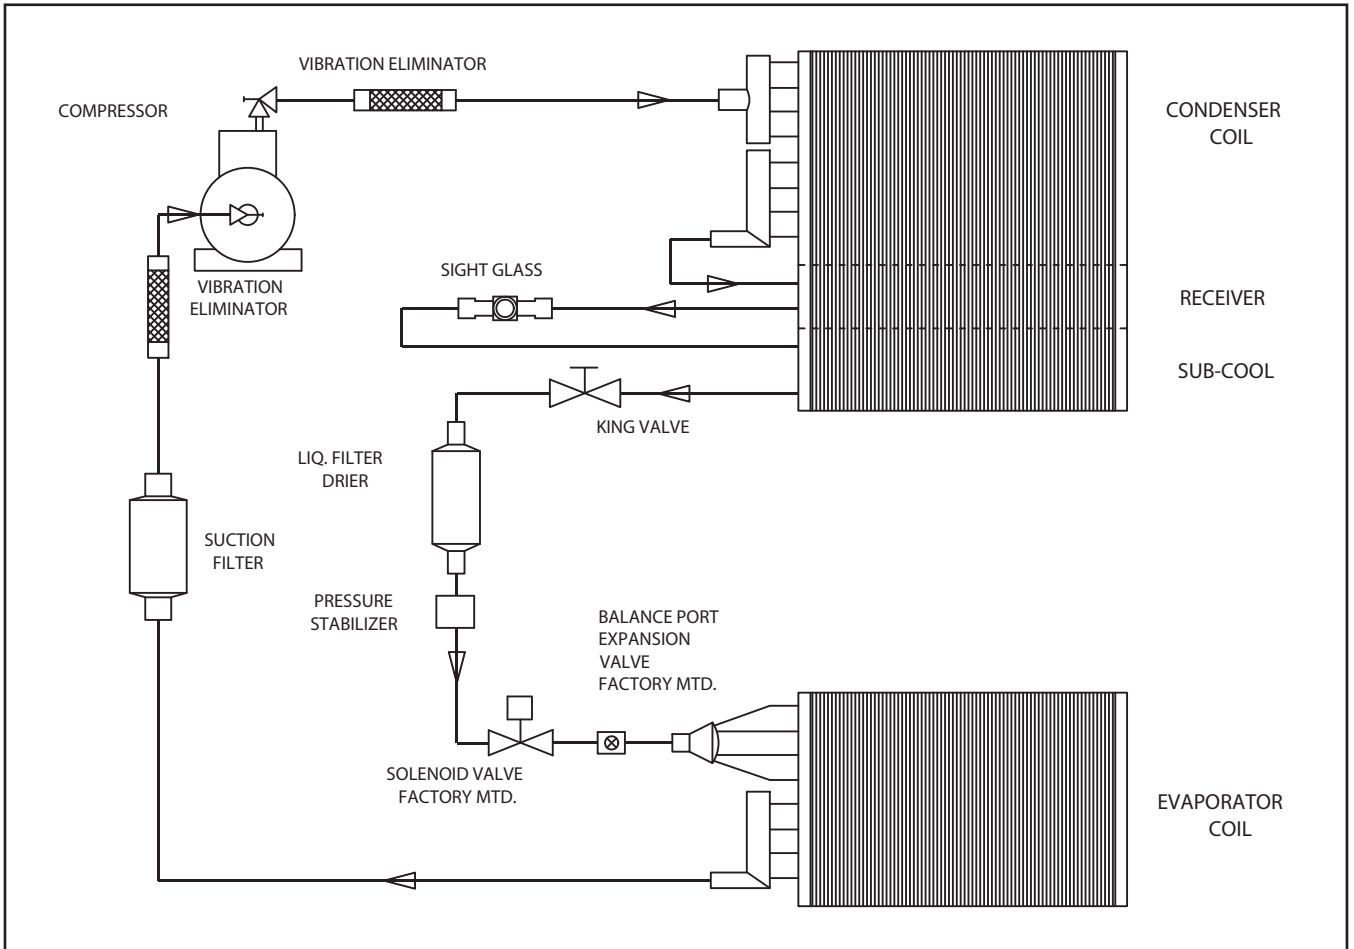 VIBRATION ELIMINATOR
COMPRESSOR
CONDENSER
COIL
VIBRATION
ELIMINATOR
SIGHT GLASS
RECEIVER
SUB-COOL
KING VALVE
LIQ. FILTER
DRIER
SUCTION
FILTER
PRESSURE
STABILIZER
BALANCE PORT
EXPANSION
VALVE
FACTORY MTD.
SOLENOID VALVE
FACTORY MTD.
EVAPORATOR
COIL